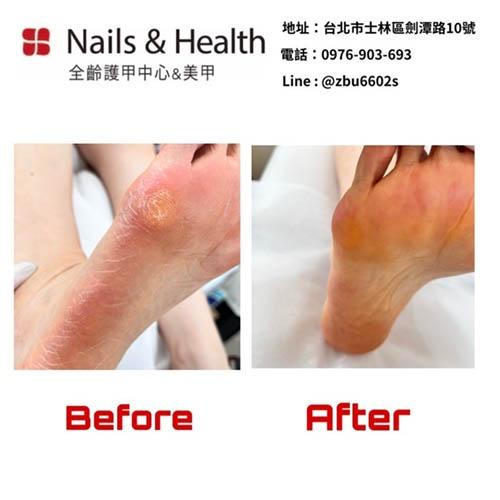 Nails & Health
全齡護甲中心&美甲
地址：台北市士林區劍潭路10號
電話：0976-903-693
Line : @zbu6602s
Before
After